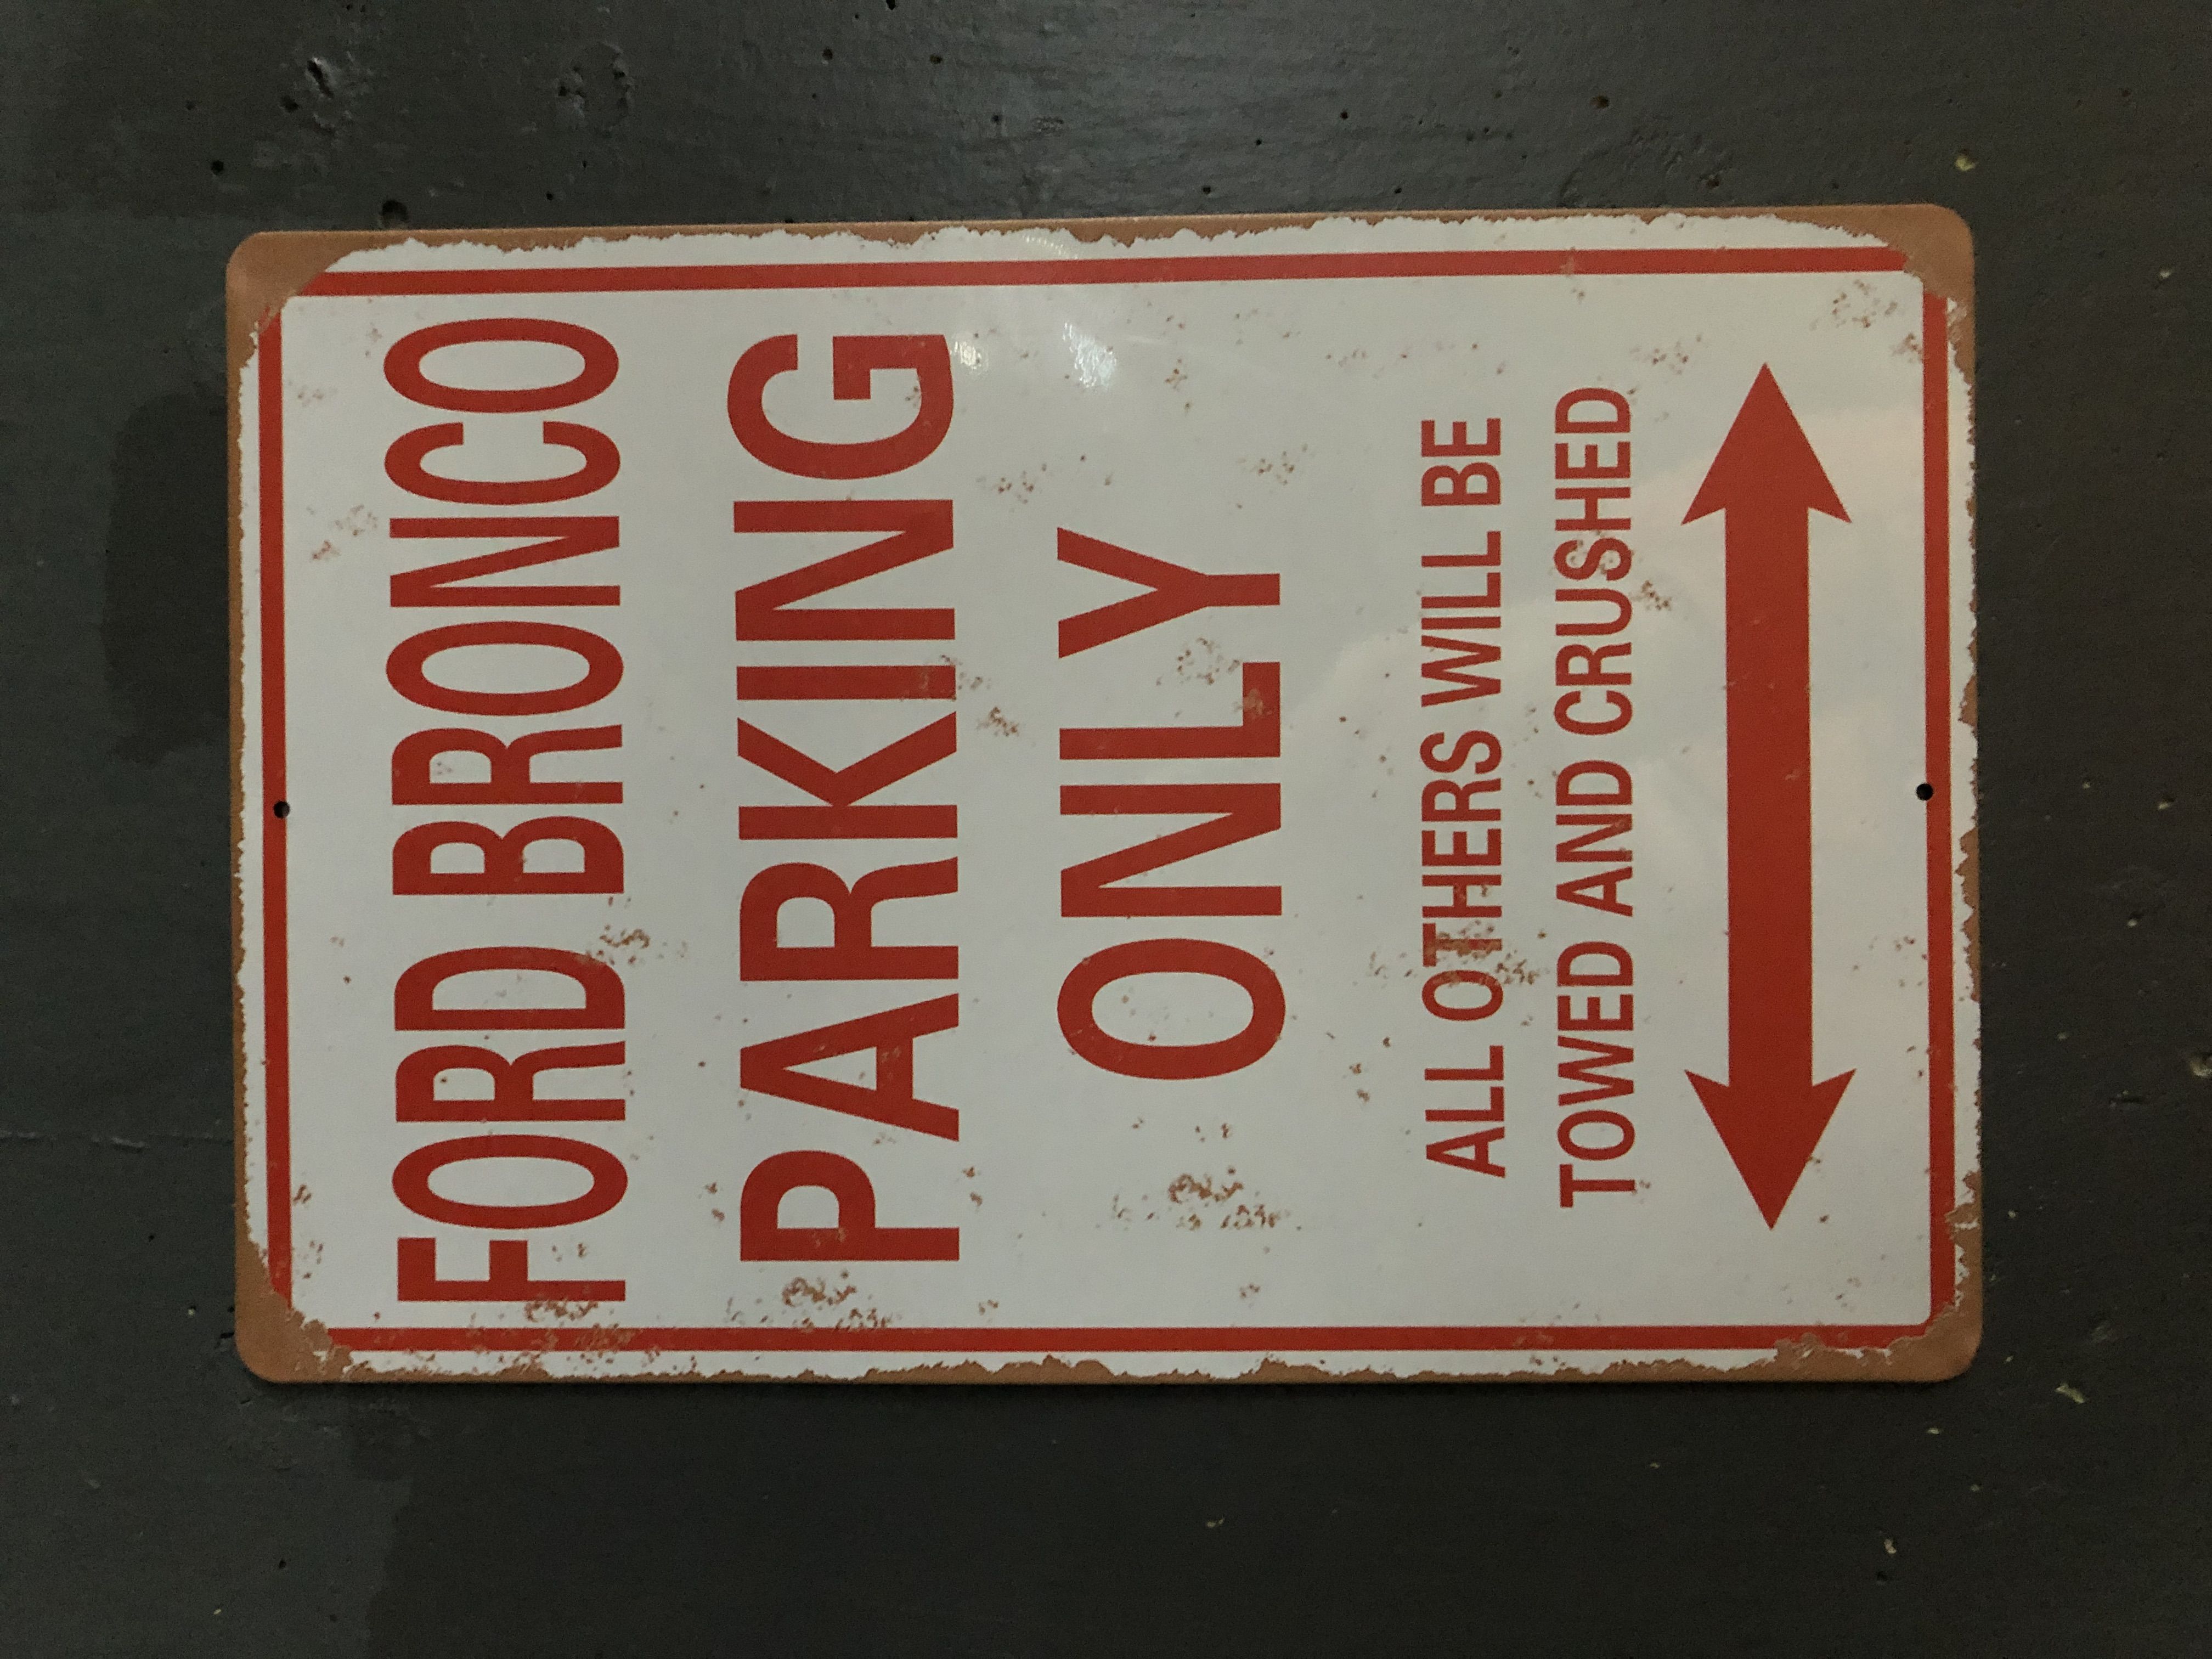 FORD BRONCO
PARKING
ONLY
ALL OTHERS WILL BE
TOWED AND CRUSHED